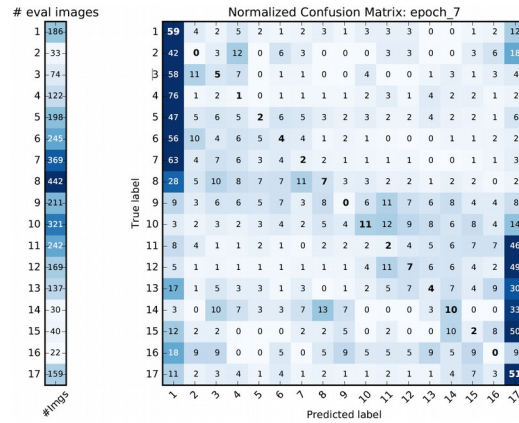 # eval images
Normalized Confusion Matrix: epoch_7
1 186
2 33
3 74
4 122
5 198
6 245
7 369
8 442
9 211
10 321
11 242
12 169
13 137
14 30
15 40
16 22
17 159
#Imgs
True label
1 59 4 2 5 2 1 2 3 1 3 3 3 0 0 1 2 12
2 42 0 3 12 0 6 3 0 0 3 0 0 0 0 3 6 18
3 58 11 5 7 0 1 1 0 0 4 0 0 1 3 1 3 4
4 76 1 2 1 0 1 1 1 1 2 3 1 4 2 2 1 2
5 47 5 6 5 2 6 5 3 2 3 2 2 4 2 2 1 6
6 56 10 4 6 5 4 4 1 2 1 0 0 0 1 1 2 2
7 63 4 7 6 3 4 2 2 1 1 1 1 0 0 1 1 3
8 28 5 10 8 7 7 11 7 3 3 2 2 1 2 2 0 2
9 9 3 6 6 5 7 3 8 0 6 11 7 6 8 4 4 8
10 3 2 3 2 3 4 2 5 4 11 12 9 8 6 8 4 14
11 8 4 1 1 2 1 0 2 2 2 2 4 5 6 7 7 46
12 5 1 1 1 1 1 1 1 1 4 11 7 6 6 4 2 49
13 17 1 5 3 3 1 3 0 1 2 5 7 4 7 4 9 30
14 3 0 10 7 3 3 7 13 7 0 0 3 0 10 0 0 33
15 12 2 2 0 0 0 2 2 5 0 2 0 0 10 2 8 50
16 18 9 9 0 0 5 0 5 9 5 5 5 9 5 9 0 9
17 11 2 3 4 1 4 1 2 1 2 1 1 1 4 7 3 51
1 2 3 4 5 6 7 8 9 10 11 12 13 14 15 16 17
Predicted label